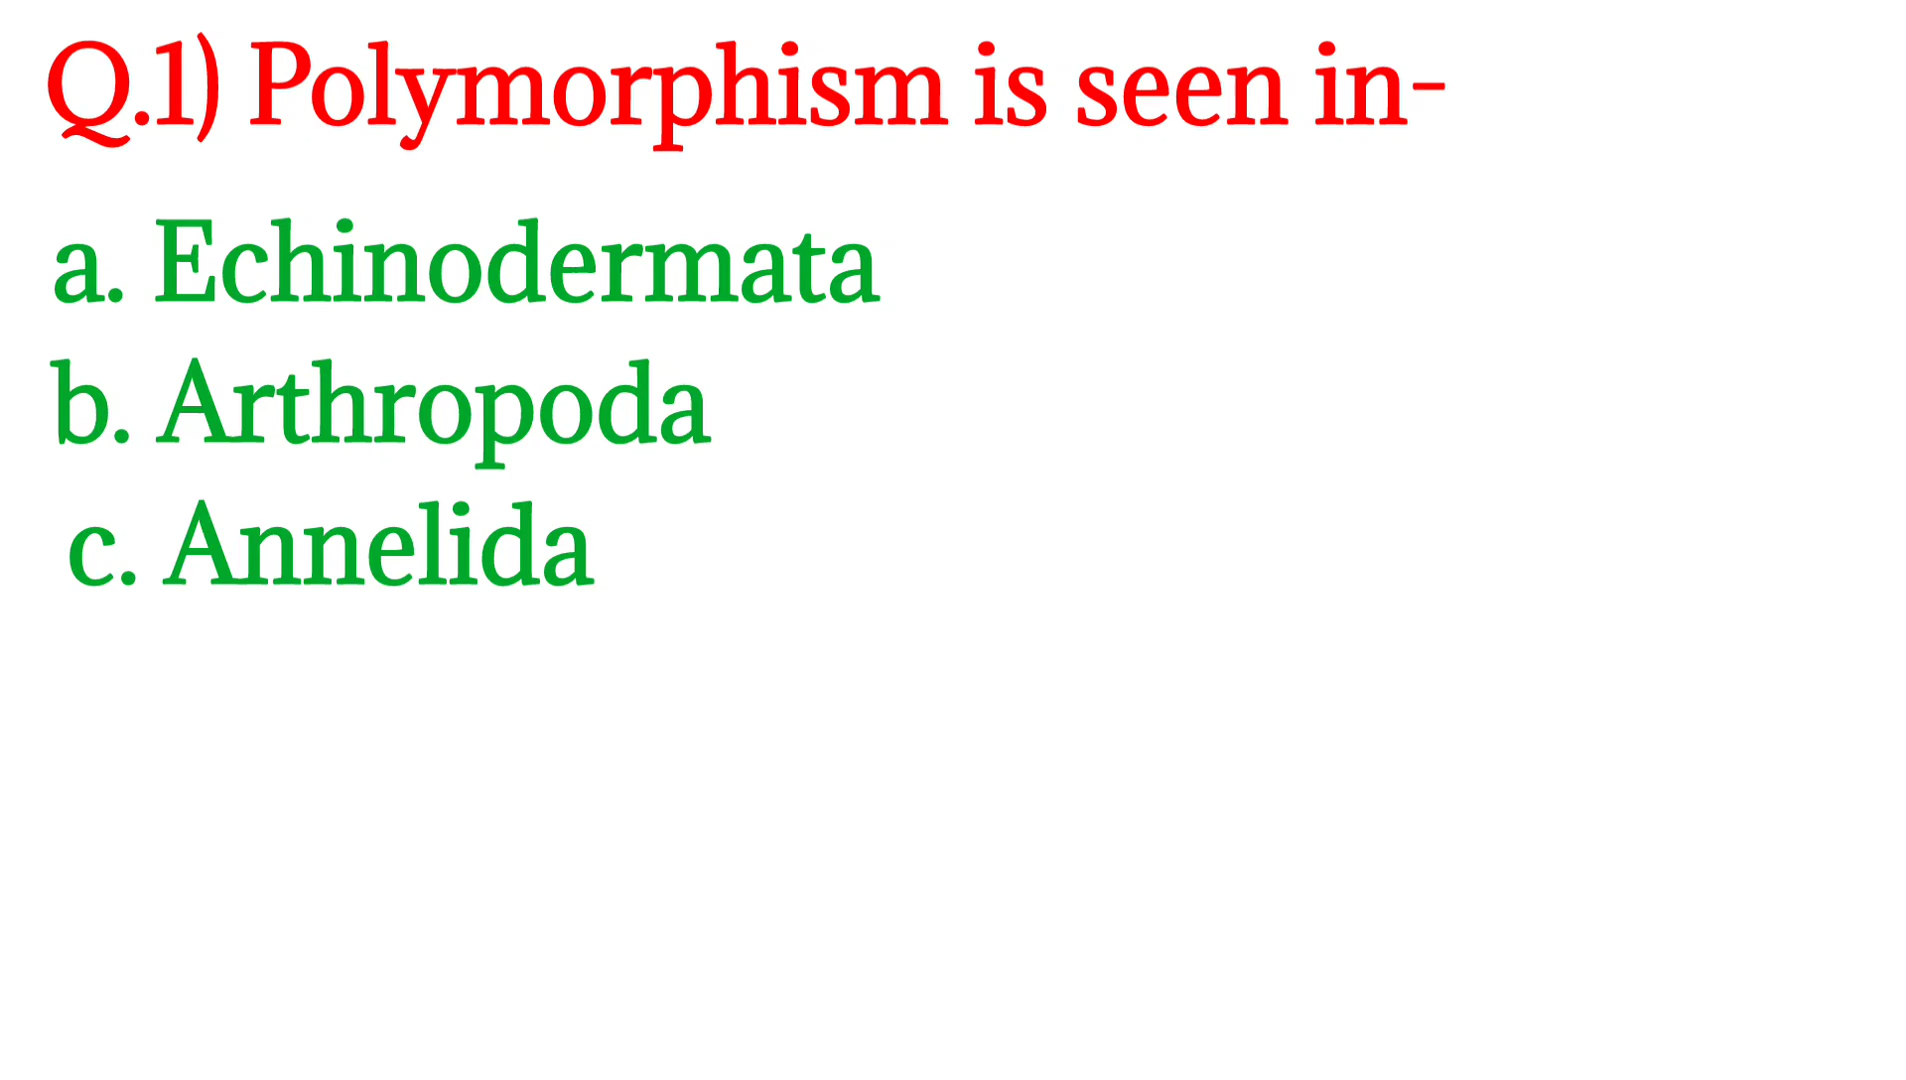 Q.1) Polymorphism is seen in-
a. Echinodermata
b. Arthropoda
c. Annelida